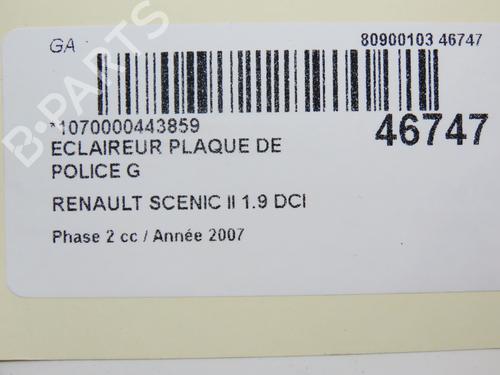 GA
80900103 46747
*1070000443859
46747
ECLAIREUR PLAQUE DE
POLICE G
RENAULT SCENIC II 1.9 DCI
Phase 2 cc / Année 2007
B-PARTS